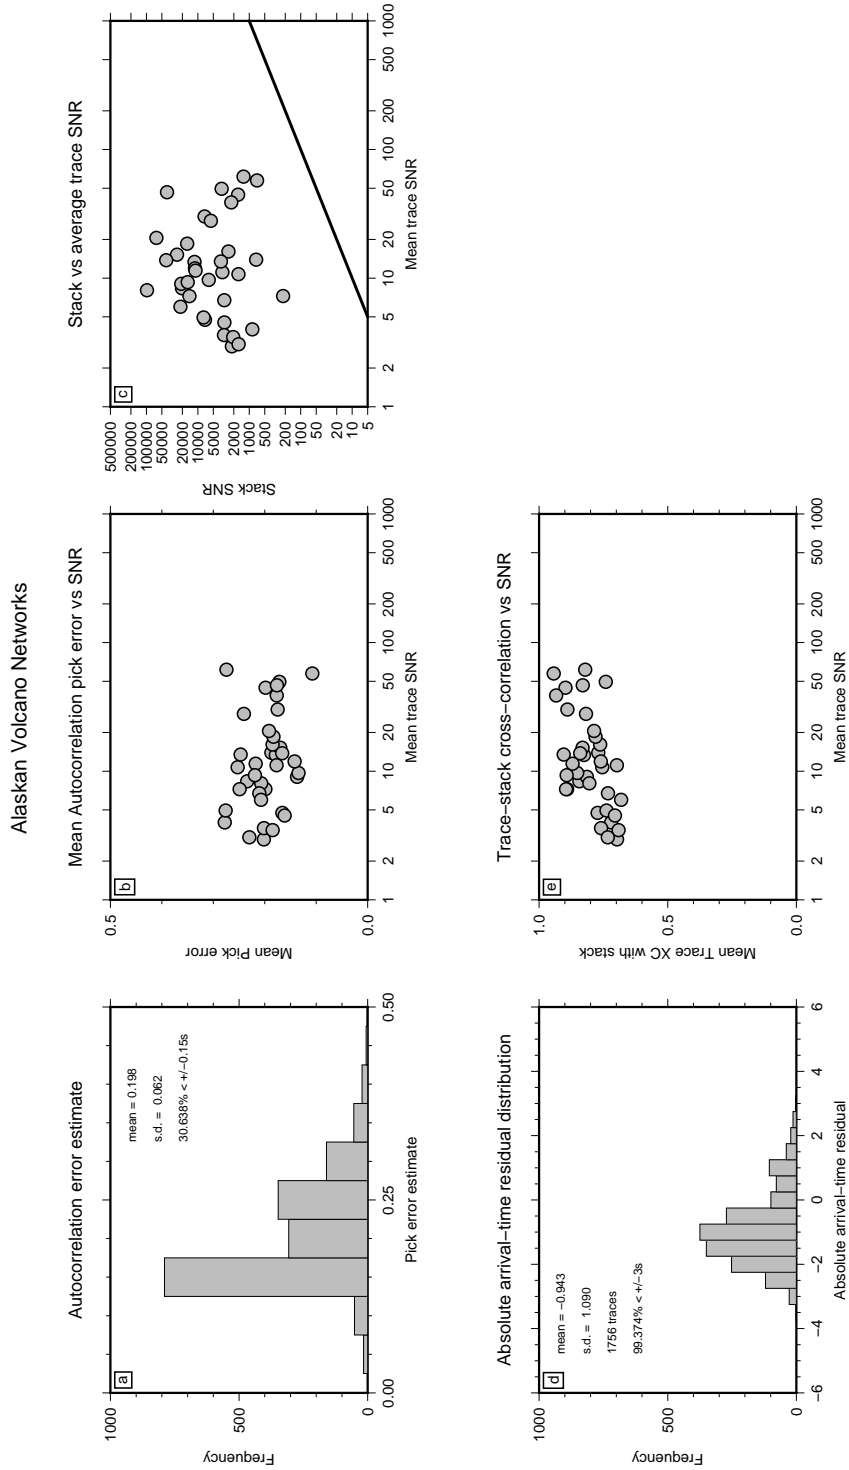 Alaskan Volcano Networks
Autocorrelation error estimate
a
mean = 0.198
s.d. = 0.062
30.638% < +/−0.15s
Frequency
0
500
1000
0.00
0.25
0.50
Pick error estimate
Mean Autocorrelation pick error vs SNR
b
Mean Pick error
0.0
0.5
1
2
5
10
20
50
100
200
500
1000
Mean trace SNR
Stack vs average trace SNR
c
Stack SNR
500000
200000
100000
50000
20000
10000
5000
2000
1000
500
200
100
50
20
10
5
1
2
5
10
20
50
100
200
500
1000
Mean trace SNR
Absolute arrival−time residual distribution
d
mean = −0.943
s.d. = 1.090
1756 traces
99.374% < +/−3s
Frequency
0
500
1000
−6
−4
−2
0
2
4
6
Absolute arrival−time residual
Trace−stack cross−correlation vs SNR
e
Mean Trace XC with stack
0.0
0.5
1.0
1
2
5
10
20
50
100
200
500
1000
Mean trace SNR